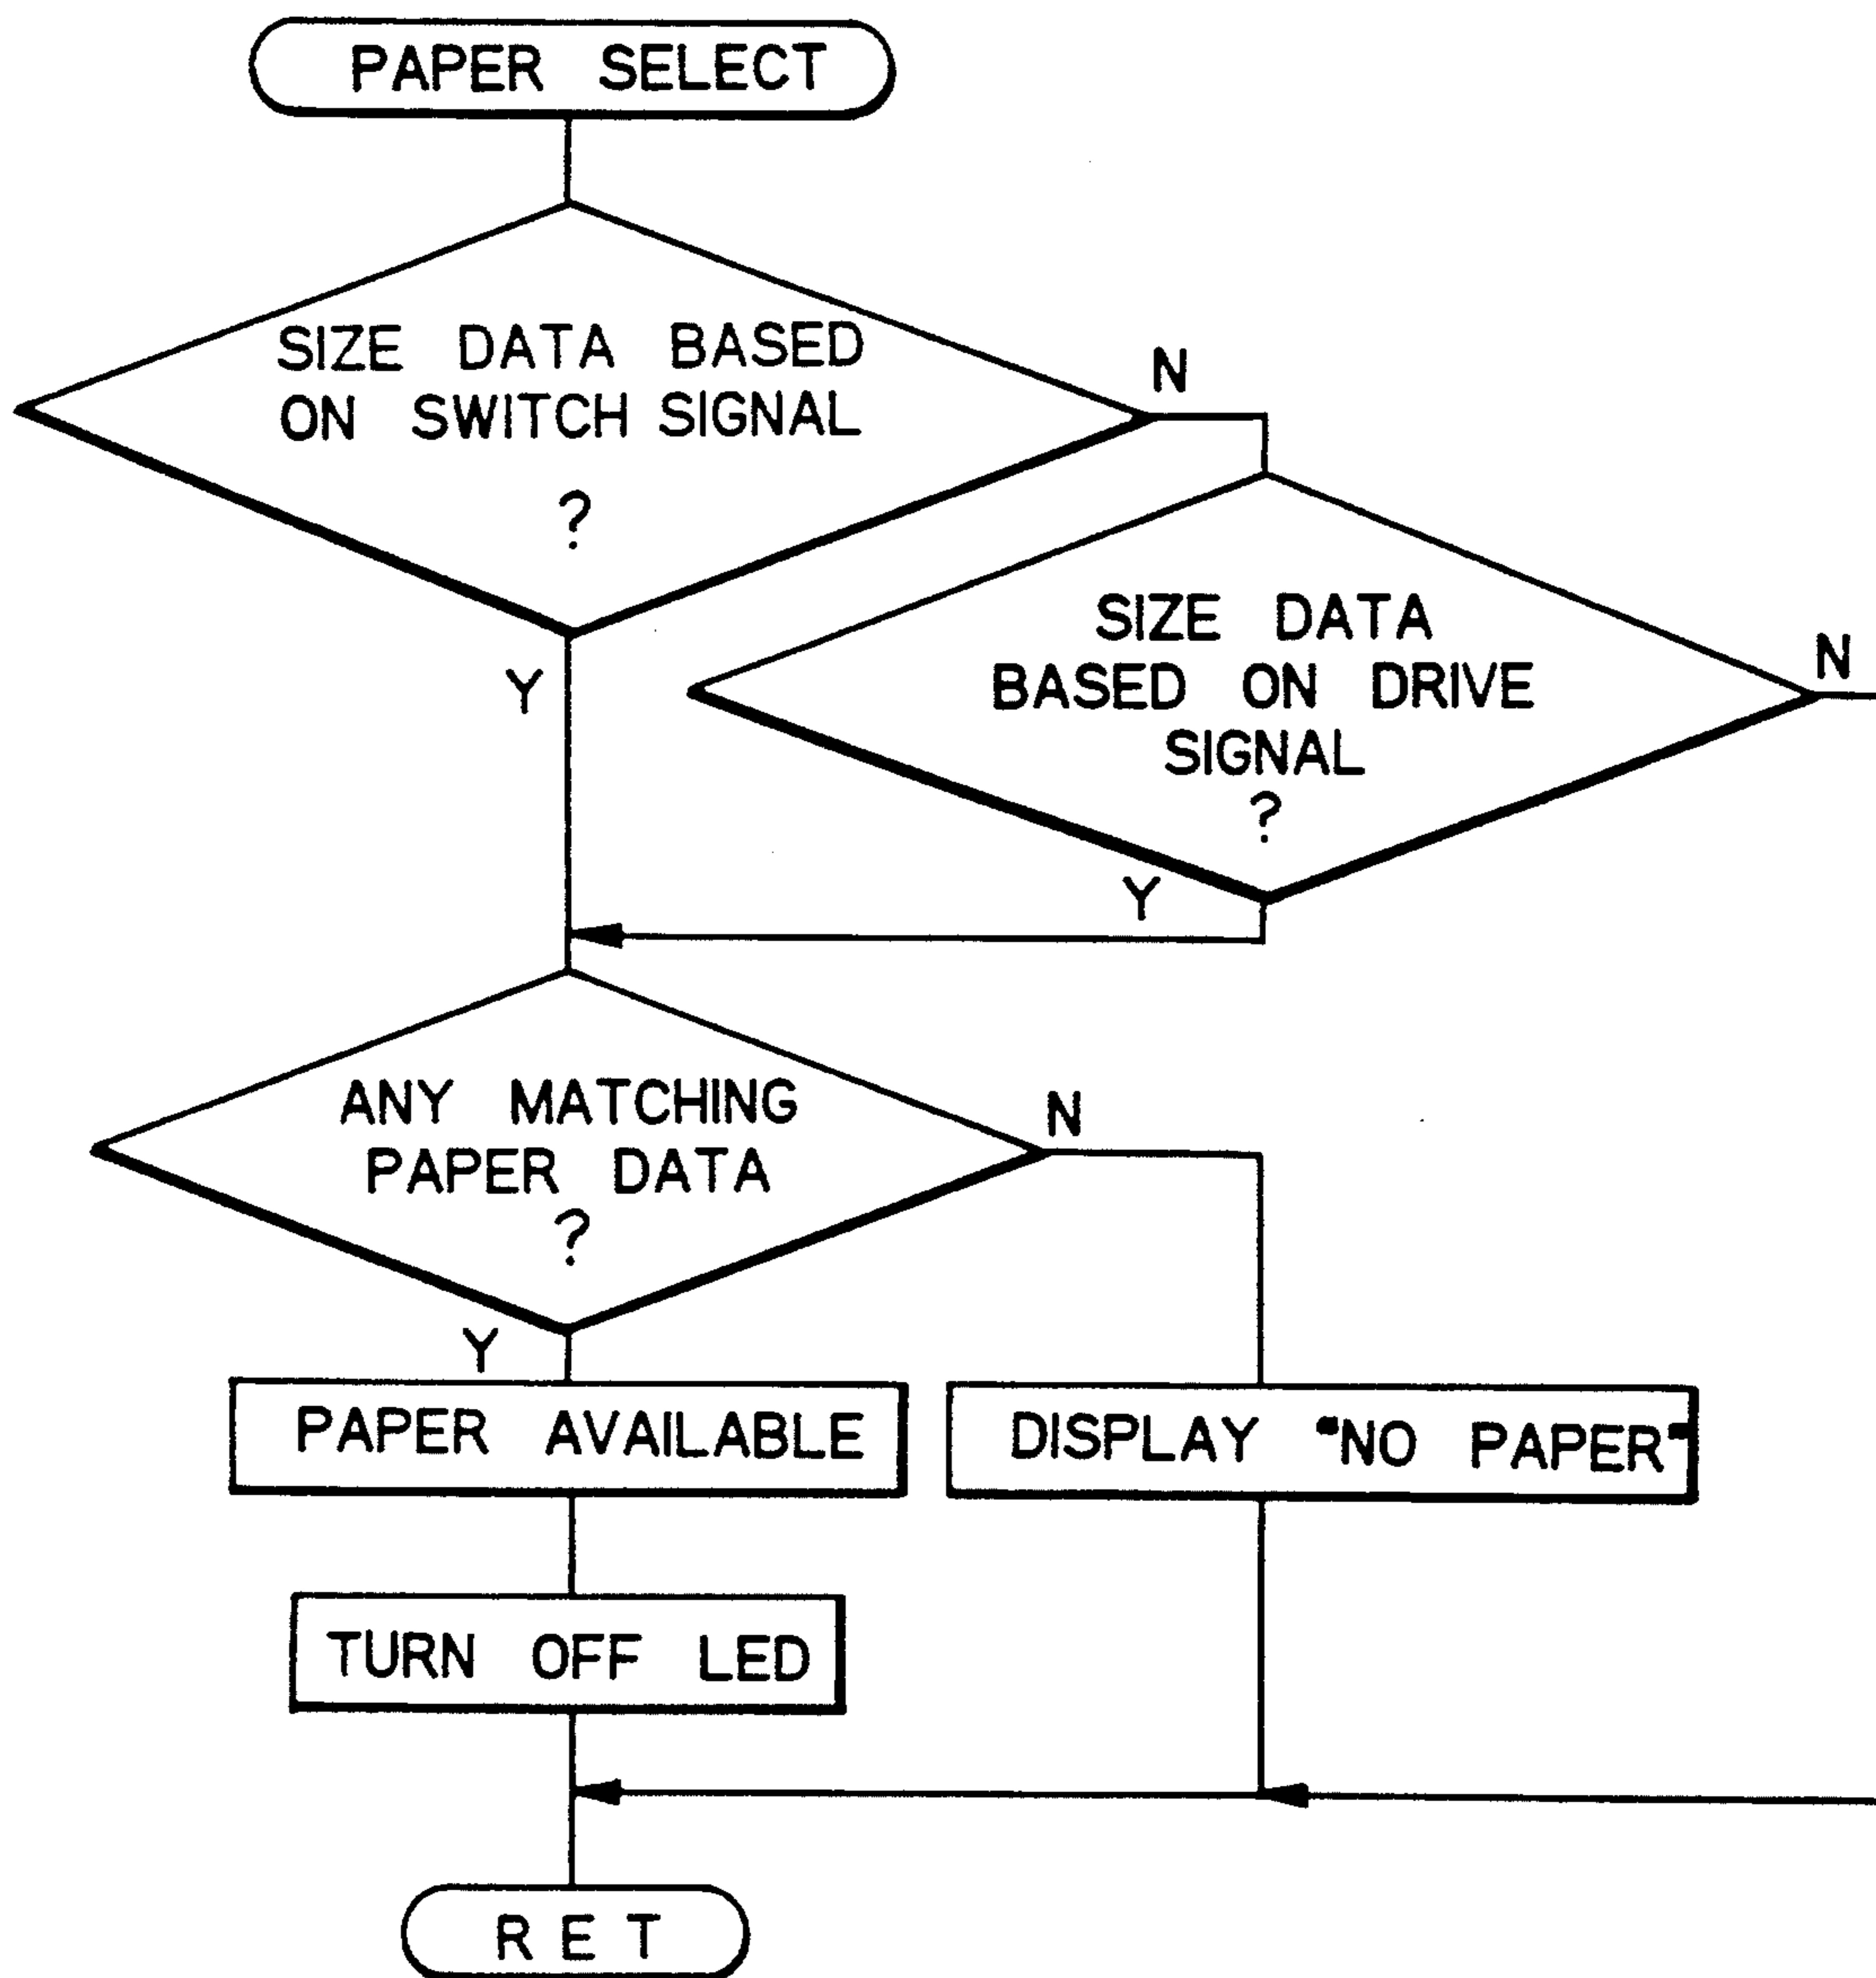 PAPER SELECT
SIZE DATA BASED
ON SWITCH SIGNAL
?
N
Y
SIZE DATA
BASED ON DRIVE
SIGNAL
?
N
Y
ANY MATCHING
PAPER DATA
?
N
Y
PAPER AVAILABLE
DISPLAY "NO PAPER"
TURN OFF LED
RET